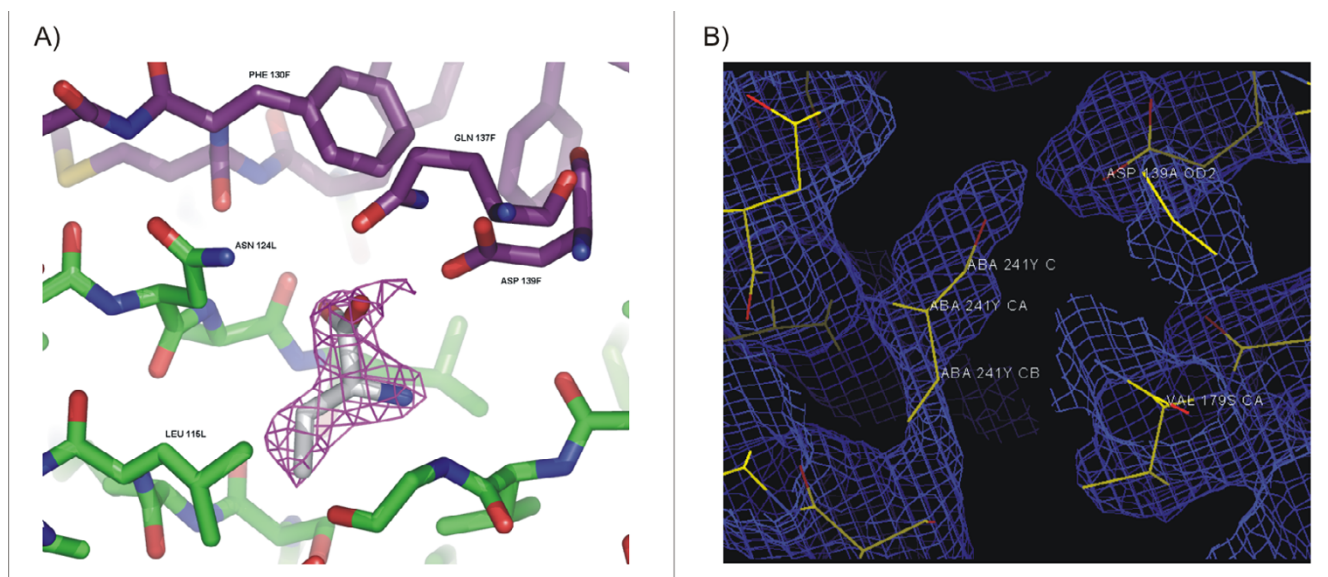 A)
PHE 130F
GLN 137F
ASN 124L
ASP 139F
LEU 115L
B)
ASP 139A OD2
ABA 241Y C
ABA 241Y CA
ABA 241Y CB
VAL 179S CA